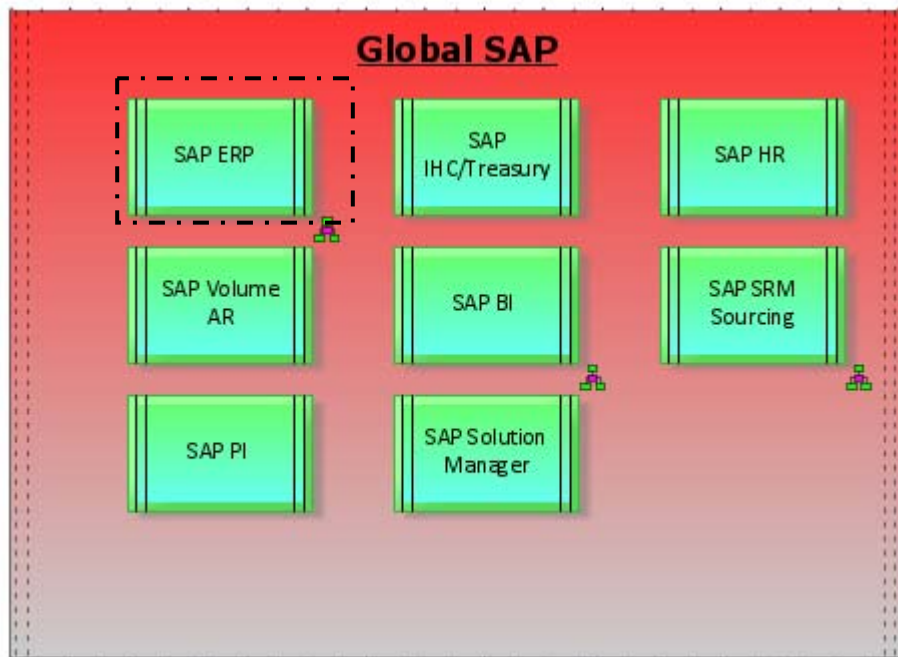 Global SAP
SAP ERP
SAP
IHC/Treasury
SAP HR
SAP Volume
AR
SAP BI
SAP SRM
Sourcing
SAP PI
SAP Solution
Manager